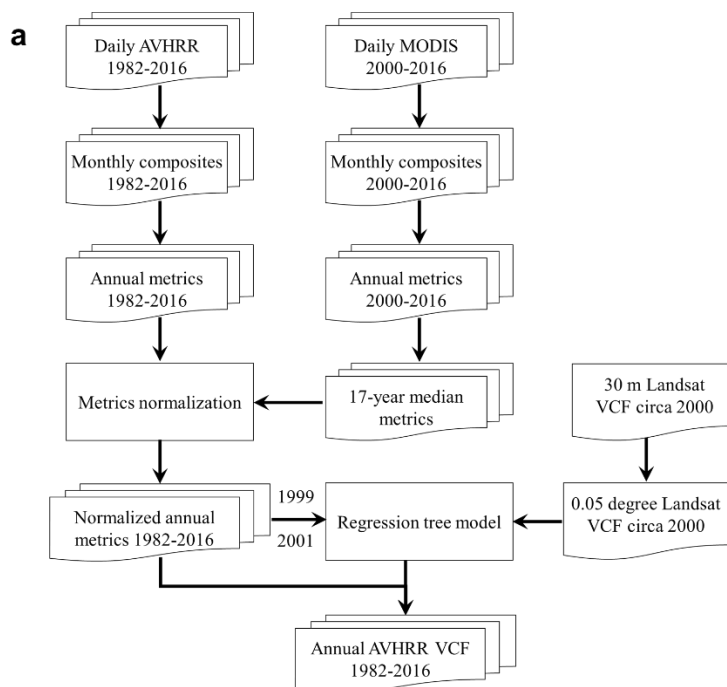 a
Daily AVHRR
1982-2016
Daily MODIS
2000-2016
Monthly composites
1982-2016
Monthly composites
2000-2016
Annual metrics
1982-2016
Annual metrics
2000-2016
Metrics normalization
17-year median
metrics
30 m Landsat
VCF circa 2000
Normalized annual
metrics 1982-2016
1999
2001
Regression tree model
0.05 degree Landsat
VCF circa 2000
Annual AVHRR VCF
1982-2016